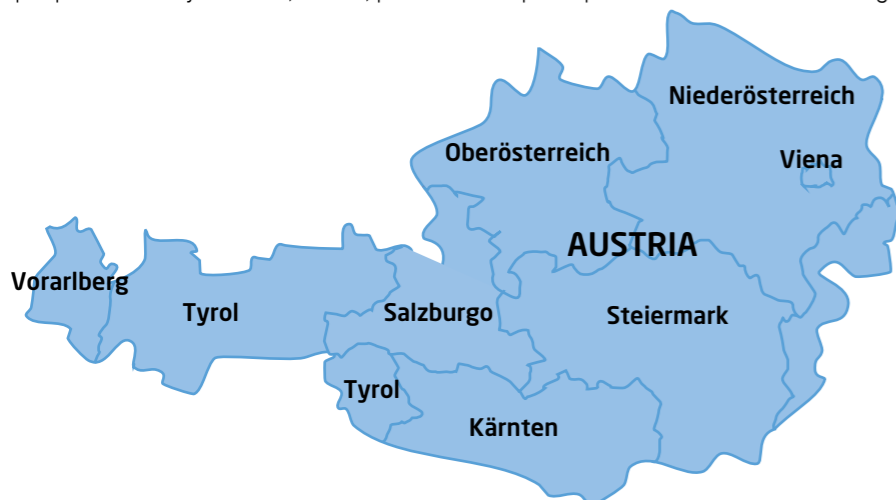 Niederösterreich
Oberösterreich
Viena
AUSTRIA
Vorarlberg
Tyrol
Salzburgo
Steiermark
Tyrol
Kärnten